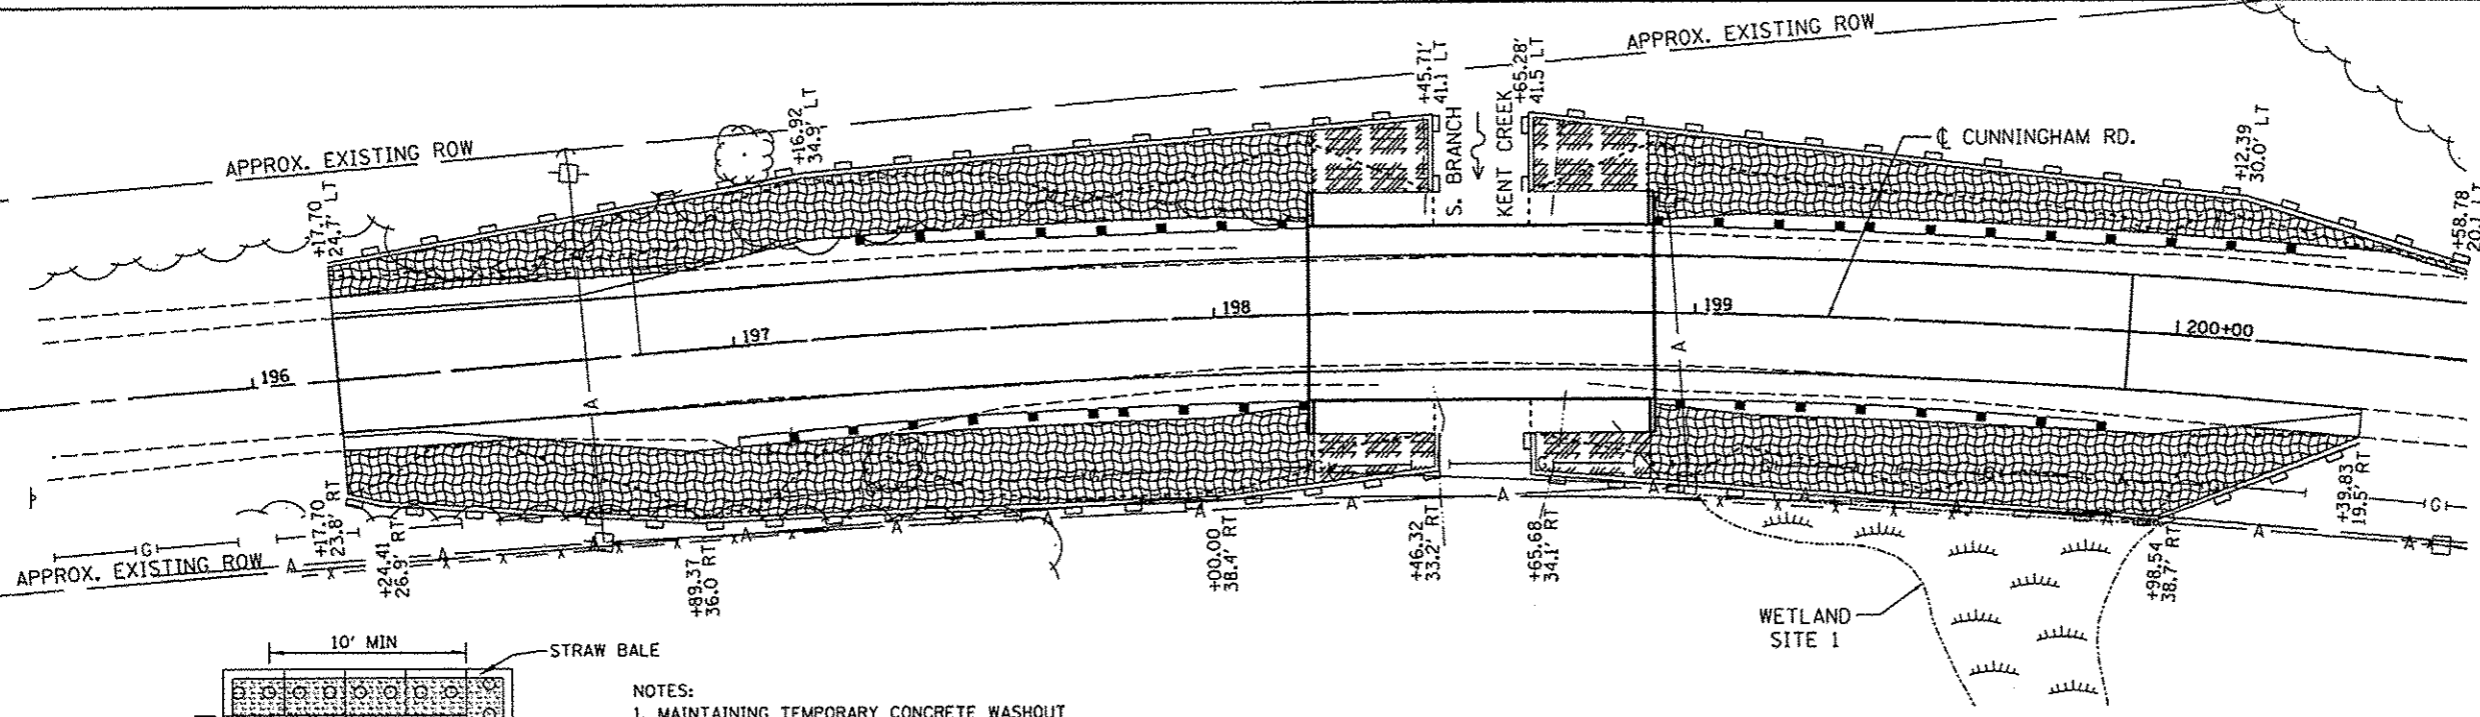 APPROX. EXISTING ROW
APPROX. EXISTING ROW
+17.70
24.7' LT
+16.92
34.9' LT
+45.71'
41.1 LT
S. BRANCH
KENT CREEK
+65.28'
41.5 LT
℄ CUNNINGHAM RD.
+12.39
30.0' LT
+58.78
20.1 LT
196
197
198
199
200+00
A
A
G
APPROX. EXISTING ROW
+17.70
23.8' RT
+24.41
26.9' RT
+89.37
36.0 RT
+00.00
38.4' RT
+46.32
33.2' RT
+65.68
34.1' RT
+98.54
38.7' RT
+39.83
19.5' RT
A
A
A
A
A
A
A
A
A
G
WETLAND
SITE 1
10' MIN
STRAW BALE
NOTES:
1. MAINTAINING TEMPORARY CONCRETE WASHOUT